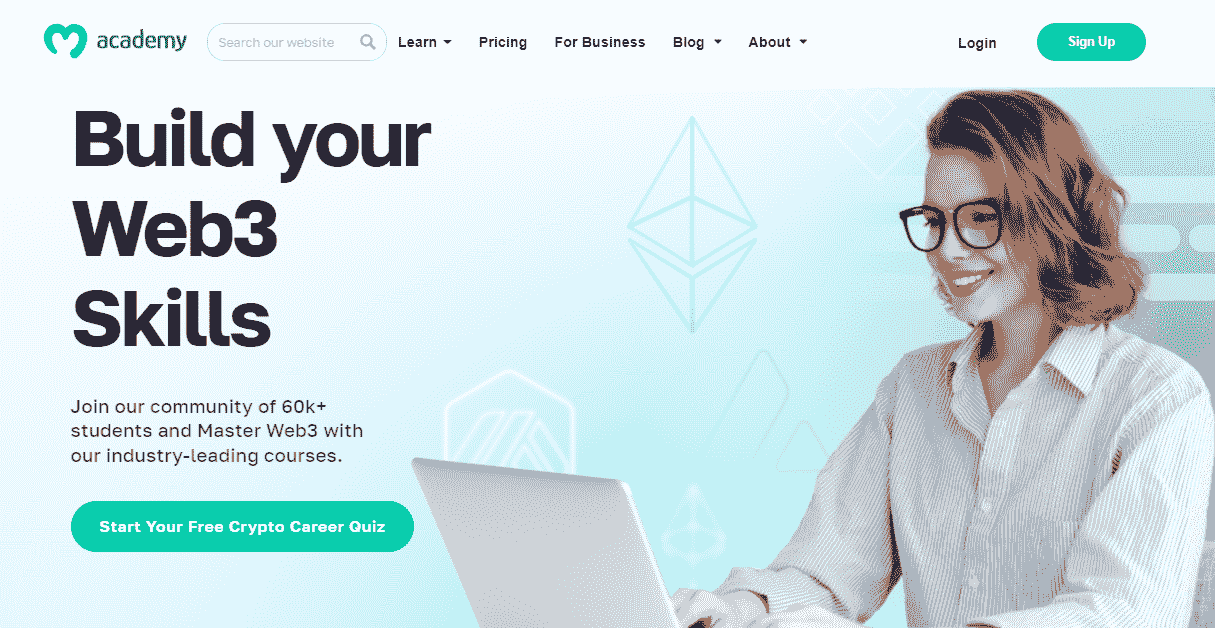 academy
Search our website
Learn
Pricing
For Business
Blog
About
Login
Sign Up
Build your
Web3
Skills
Join our community of 60k+
students and Master Web3 with
our industry-leading courses.
Start Your Free Crypto Career Quiz